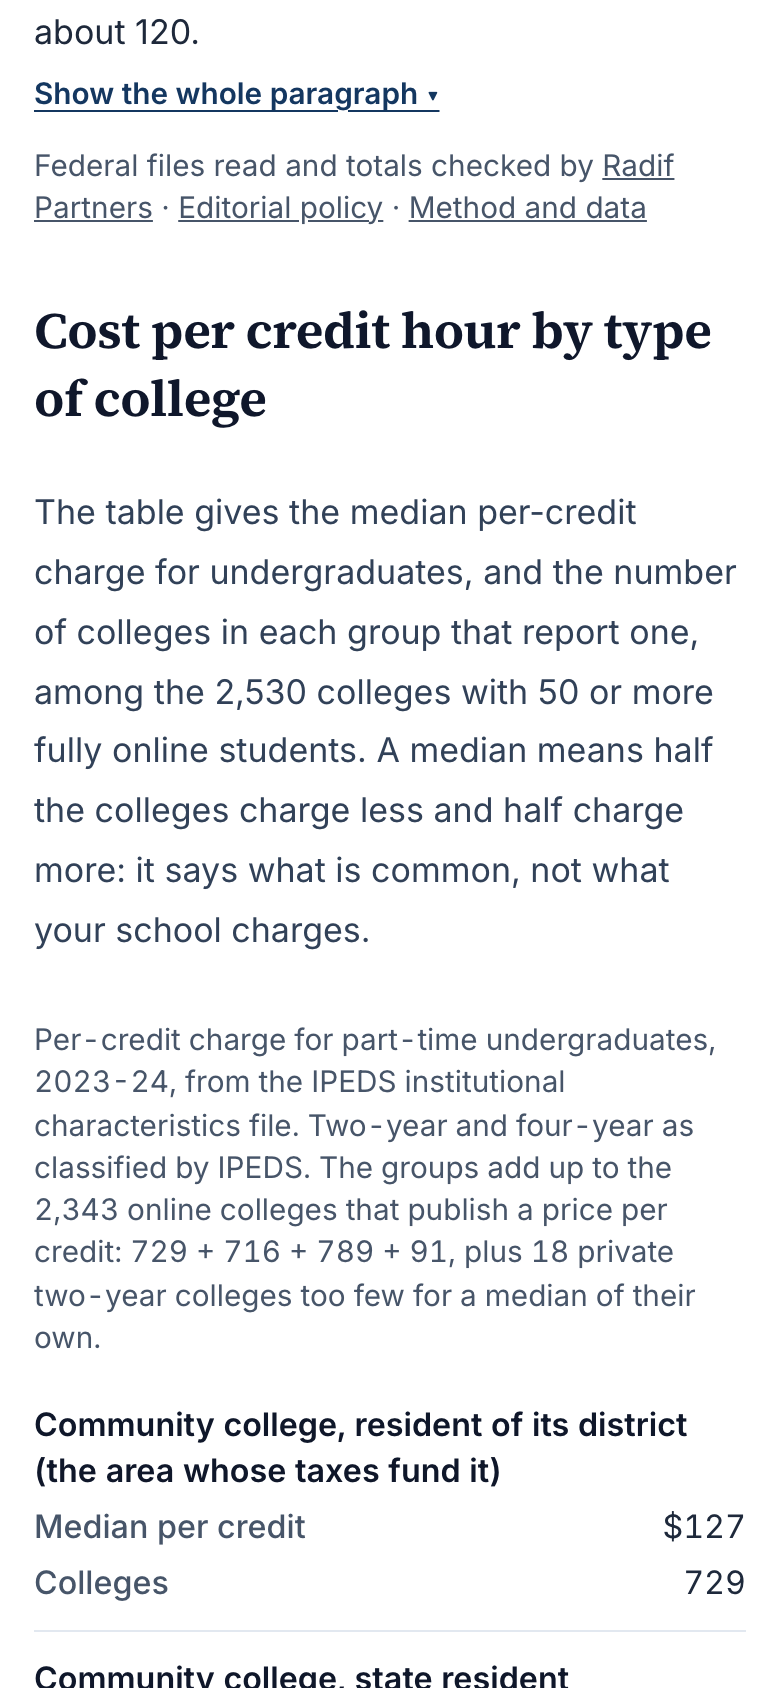 about 120.
Show the whole paragraph ▾
Federal files read and totals checked by Radif
Partners · Editorial policy · Method and data
Cost per credit hour by type
of college
The table gives the median per-credit
charge for undergraduates, and the number
of colleges in each group that report one,
among the 2,530 colleges with 50 or more
fully online students. A median means half
the colleges charge less and half charge
more: it says what is common, not what
your school charges.
Per-credit charge for part-time undergraduates,
2023-24, from the IPEDS institutional
characteristics file. Two-year and four-year as
classified by IPEDS. The groups add up to the
2,343 online colleges that publish a price per
credit: 729 + 716 + 789 + 91, plus 18 private
two-year colleges too few for a median of their
own.
Community college, resident of its district
(the area whose taxes fund it)
Median per credit $127
Colleges 729
Community college, state resident